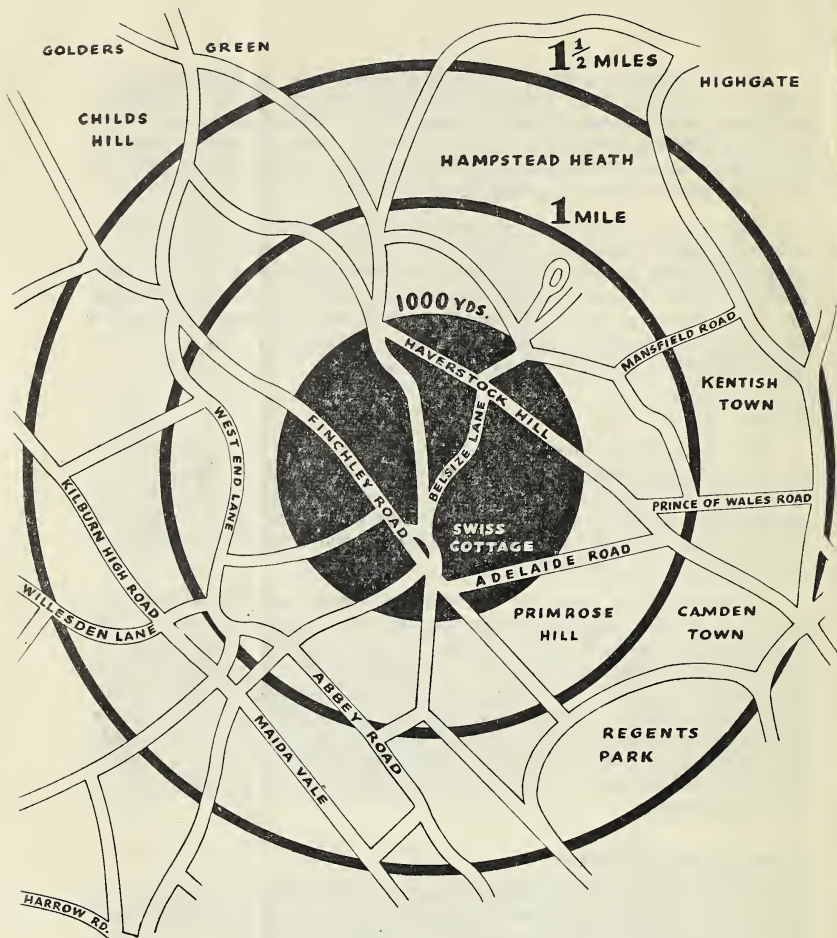 1 1/2 MILES
GOLDERS GREEN
HIGHGATE
CHILDS
HILL
HAMPSTEAD HEATH
1 MILE
1000 YDS.
MANSFIELD ROAD
HAVERSTOCK HILL
KENTISH
TOWN
WEST END LANE
FINCHLEY ROAD
BELSIZE LANE
KILBURN HIGH ROAD
PRINCE OF WALES ROAD
SWISS
COTTAGE
ADELAIDE ROAD
WILLESDEN LANE
PRIMROSE
HILL
CAMDEN
TOWN
ABBEY ROAD
MAIDA VALE
REGENTS
PARK
HARROW RD.